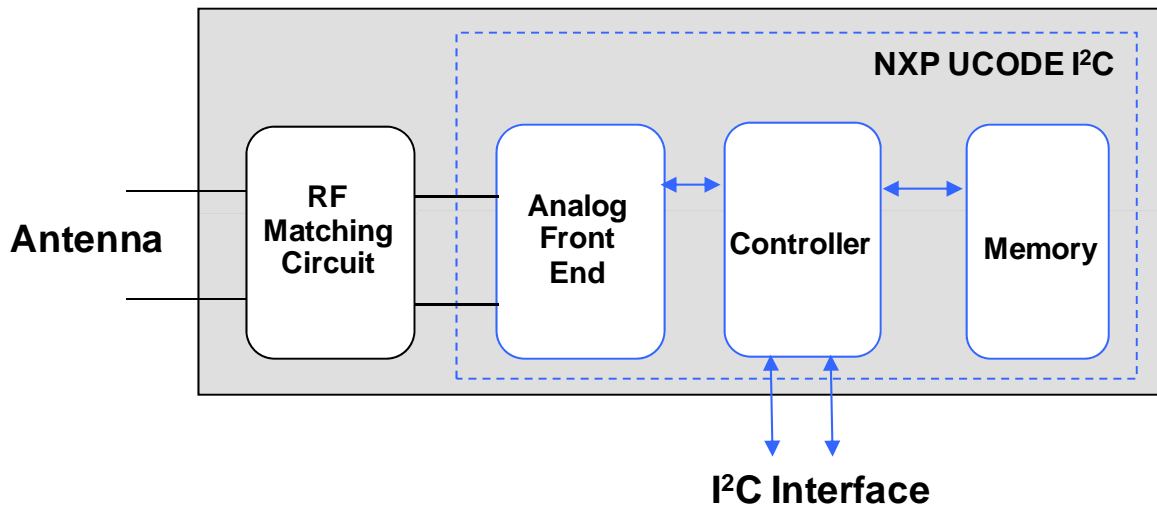 NXP UCODE I²C
RF
Matching
Circuit
Analog
Front
End
Controller
Memory
Antenna
I²C Interface